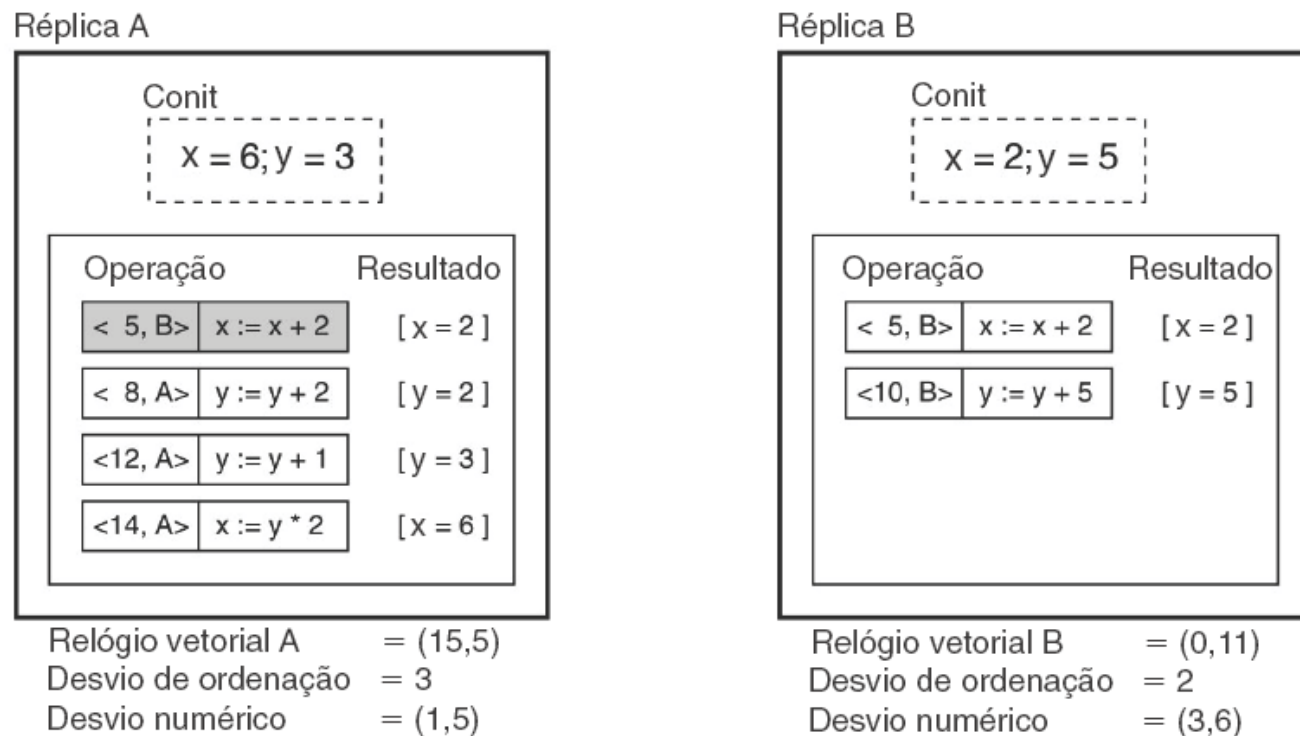 Réplica A
Conit
x = 6; y = 3
Operação Resultado
< 5, B> x := x + 2 [ x = 2 ]
< 8, A> y := y + 2 [ y = 2 ]
<12, A> y := y + 1 [ y = 3 ]
<14, A> x := y * 2 [ x = 6 ]
Relógio vetorial A = (15,5)
Desvio de ordenação = 3
Desvio numérico = (1,5)
Réplica B
Conit
x = 2; y = 5
Operação Resultado
< 5, B> x := x + 2 [ x = 2 ]
<10, B> y := y + 5 [ y = 5 ]
Relógio vetorial B = (0,11)
Desvio de ordenação = 2
Desvio numérico = (3,6)